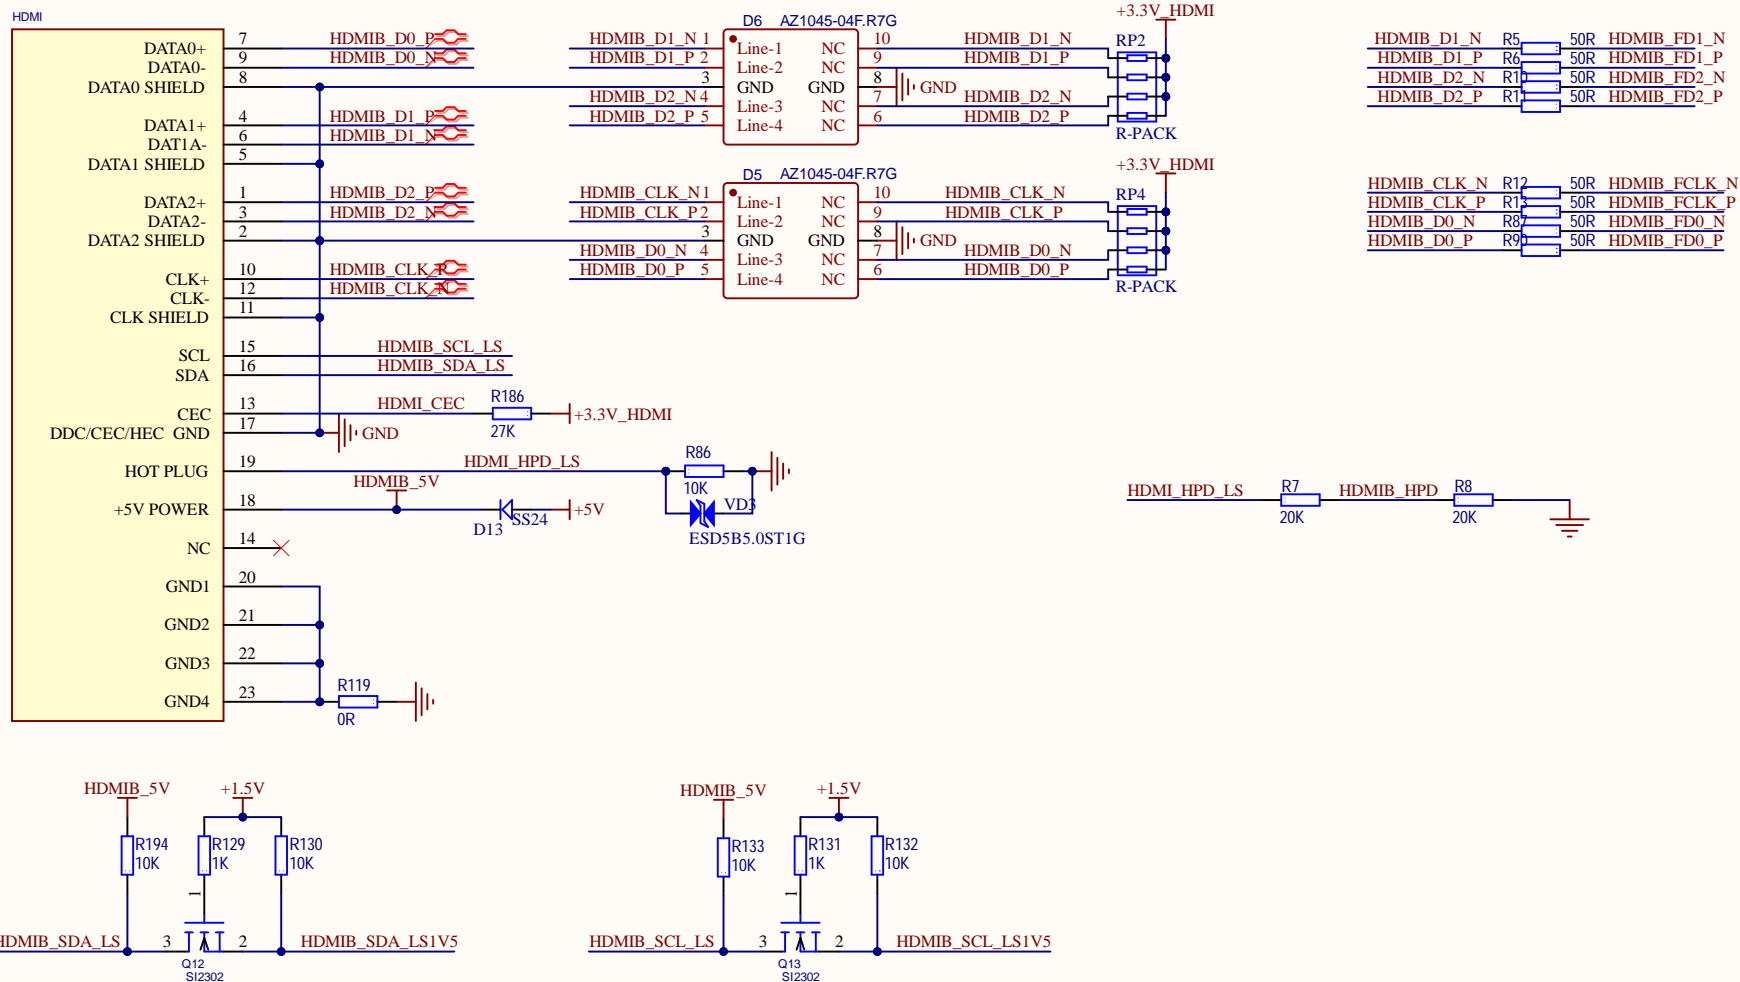 HDMI
DATA0+ 7 HDMIB_D0_P
DATA0- 9 HDMIB_D0_N
DATA0 SHIELD 8
DATA1+ 4 HDMIB_D1_P
DAT1A- 6 HDMIB_D1_N
DATA1 SHIELD 5
DATA2+ 1 HDMIB_D2_P
DATA2- 3 HDMIB_D2_N
DATA2 SHIELD 2
CLK+ 10 HDMIB_CLK_P
CLK- 12 HDMIB_CLK_N
CLK SHIELD 11
SCL 15 HDMIB_SCL_LS
SDA 16 HDMIB_SDA_LS
CEC 13 HDMI_CEC R186 27K +3.3V_HDMI
DDC/CEC/HEC GND 17 GND
HOT PLUG 19 HDMI_HPD_LS R86 10K
VD3
ESD5B5.0ST1G
HDMIB_5V
+5V POWER 18 D13 SS24 +5V
NC 14
GND1 20
GND2 21
GND3 22
GND4 23 R119 0R
D6 AZ1045-04F.R7G +3.3V_HDMI
HDMIB_D1_N 1 Line-1 NC 10 HDMIB_D1_N RP2
HDMIB_D1_P 2 Line-2 NC 9 HDMIB_D1_P
3 GND GND 8 GND
HDMIB_D2_N 4 Line-3 NC 7 HDMIB_D2_N
HDMIB_D2_P 5 Line-4 NC 6 HDMIB_D2_P
R-PACK
D5 AZ1045-04F.R7G +3.3V_HDMI
HDMIB_CLK_N 1 Line-1 NC 10 HDMIB_CLK_N RP4
HDMIB_CLK_P 2 Line-2 NC 9 HDMIB_CLK_P
3 GND GND 8 GND
HDMIB_D0_N 4 Line-3 NC 7 HDMIB_D0_N
HDMIB_D0_P 5 Line-4 NC 6 HDMIB_D0_P
R-PACK
HDMIB_D1_N R5 50R HDMIB_FD1_N
HDMIB_D1_P R6 50R HDMIB_FD1_P
HDMIB_D2_N R10 50R HDMIB_FD2_N
HDMIB_D2_P R11 50R HDMIB_FD2_P
HDMIB_CLK_N R12 50R HDMIB_FCLK_N
HDMIB_CLK_P R13 50R HDMIB_FCLK_P
HDMIB_D0_N R87 50R HDMIB_FD0_N
HDMIB_D0_P R90 50R HDMIB_FD0_P
HDMI_HPD_LS R7 HDMIB_HPD R8
20K 20K
HDMIB_5V +1.5V
R194 R129 R130
10K 1K 10K
1
HDMIB_SDA_LS 3 2 HDMIB_SDA_LS1V5
Q12
SI2302
HDMIB_5V +1.5V
R133 R131 R132
10K 1K 10K
1
HDMIB_SCL_LS 3 2 HDMIB_SCL_LS1V5
Q13
SI2302